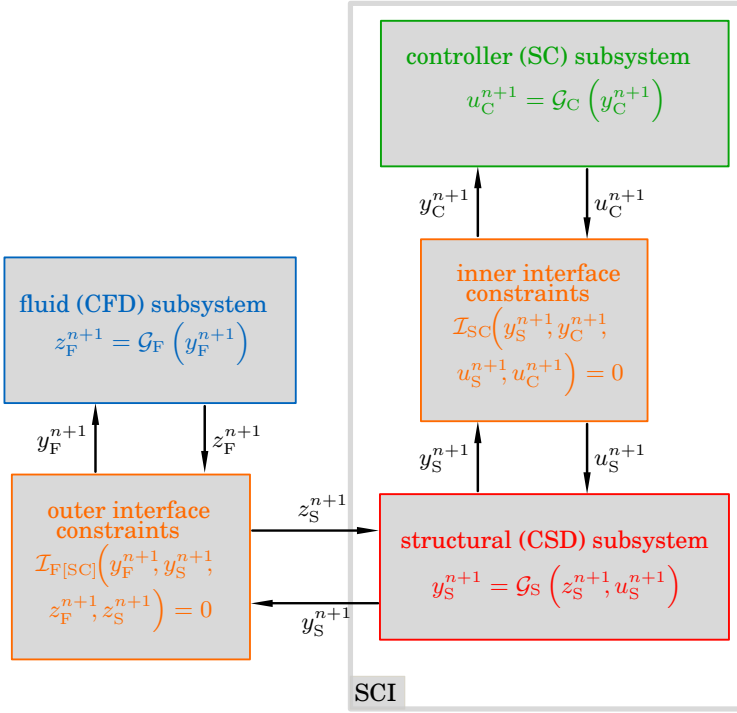 controller (SC) subsystem
u_C^{n+1} = 𝒢_C (y_C^{n+1})
y_C^{n+1}
u_C^{n+1}
inner interface
constraints
ℐ_SC(y_S^{n+1}, y_C^{n+1},
u_S^{n+1}, u_C^{n+1}) = 0
fluid (CFD) subsystem
z_F^{n+1} = 𝒢_F (y_F^{n+1})
y_F^{n+1}
z_F^{n+1}
y_S^{n+1}
u_S^{n+1}
outer interface
constraints
ℐ_F[SC](y_F^{n+1}, y_S^{n+1},
z_F^{n+1}, z_S^{n+1}) = 0
z_S^{n+1}
y_S^{n+1}
structural (CSD) subsystem
y_S^{n+1} = 𝒢_S (z_S^{n+1}, u_S^{n+1})
SCI